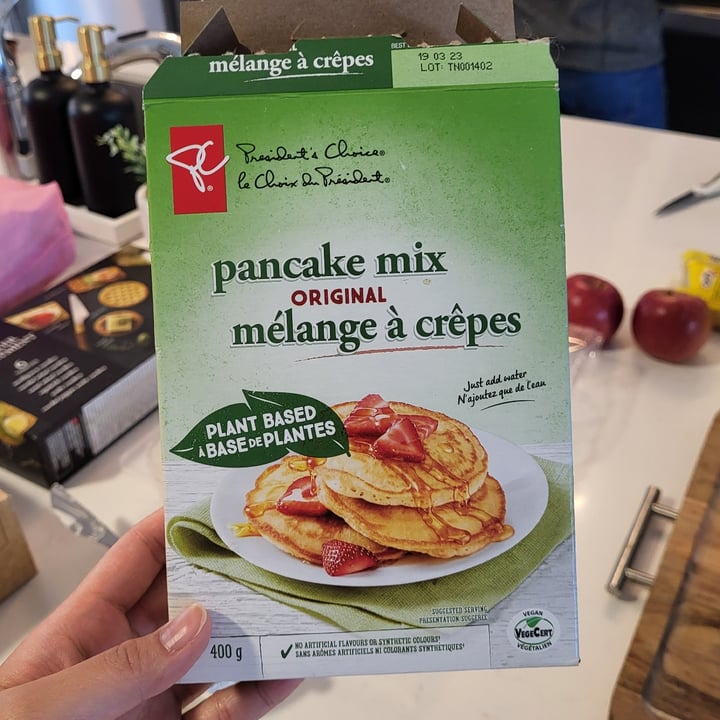 mélange à crêpes
BEST
19 03 23
LOT: TN001402
PC®
President's Choice®
le Choix du Président®
pancake mix
ORIGINAL
mélange à crêpes
Just add water
N'ajoutez que de l'eau
PLANT BASED
À BASE DE PLANTES
SUGGESTED SERVING
PRÉSENTATION SUGGÉRÉE
VEGAN
VEGECERT
VÉGÉTALIEN
400 g
✓ NO ARTIFICIAL FLAVOURS OR SYNTHETIC COLOURS¹
SANS ARÔMES ARTIFICIELS NI COLORANTS SYNTHÉTIQUES¹